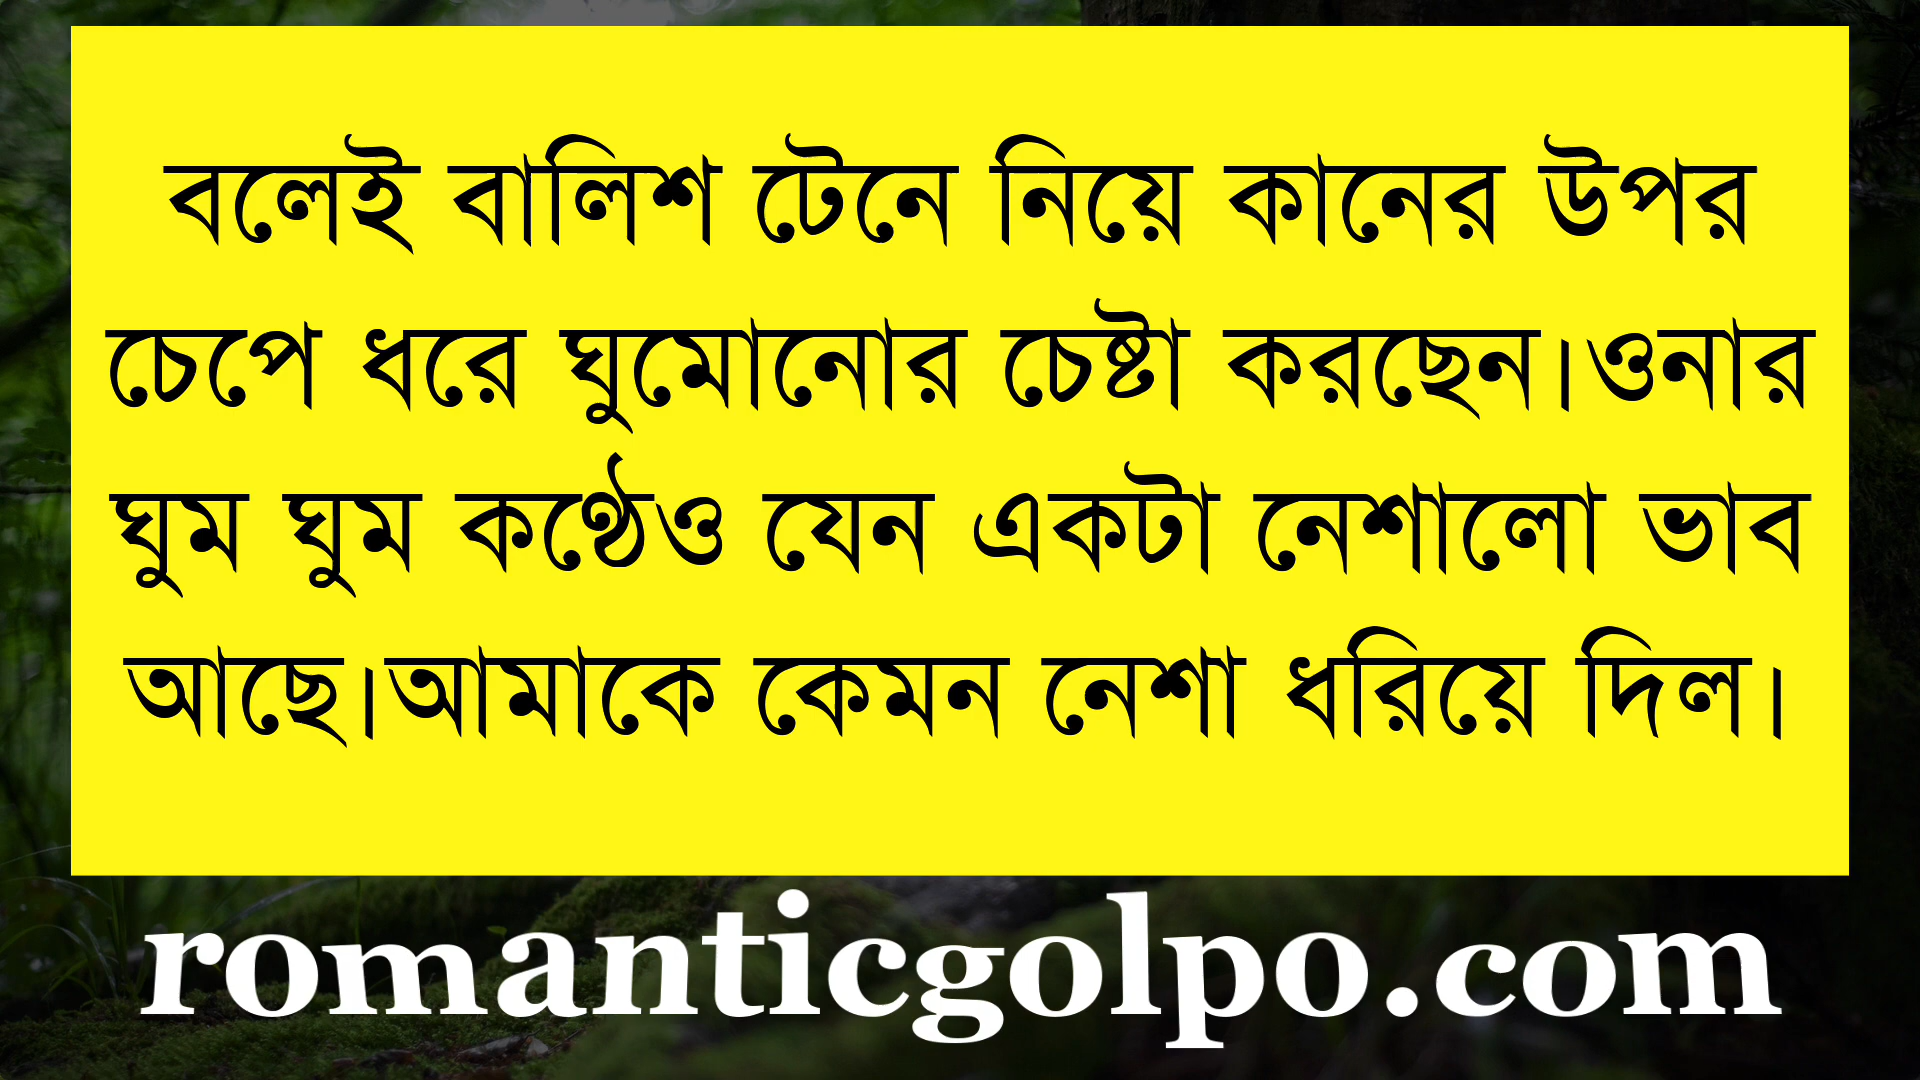 বলেই বালিশ টেনে নিয়ে কানের উপর
চেপে ধরে ঘুমোনোর চেষ্টা করছেন।ওনার
ঘুম ঘুম কণ্ঠেও যেন একটা নেশালো ভাব
আছে।আমাকে কেমন নেশা ধরিয়ে দিল।
romanticgolpo.com